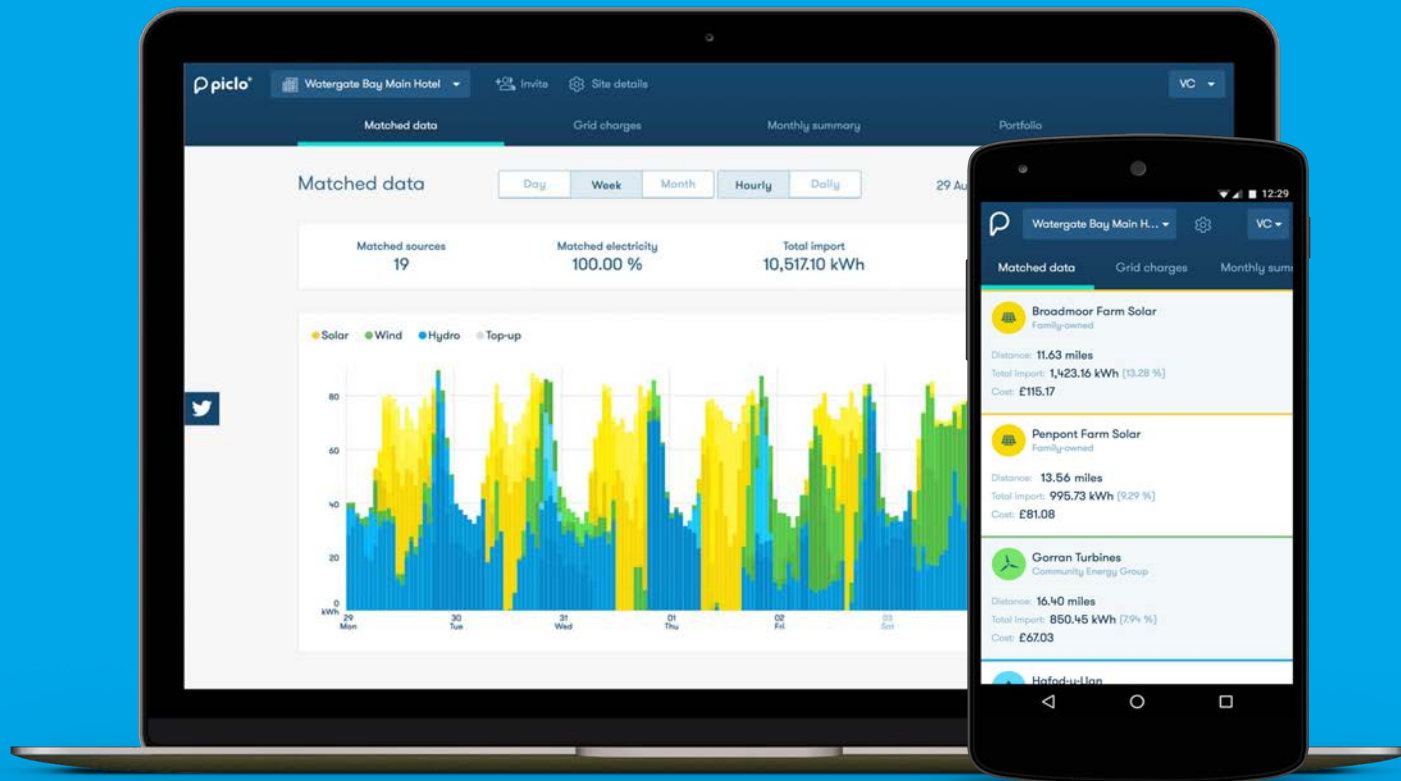 piclo°
Watergate Bay Main Hotel
Invite
Site details
VC
Matched data
Grid charges
Monthly summary
Portfolio
Matched data
Day
Week
Month
Hourly
Daily
29 Au
Matched sources
19
Matched electricity
100.00 %
Total import
10,517.10 kWh
Solar
Wind
Hydro
Top-up
80
60
40
20
0
kWh
29
Mon
30
Tue
31
Wed
01
Thu
02
Fri
03
Sat
12:29
Watergate Bay Main H...
VC
Matched data
Grid charges
Monthly sum
Broadmoor Farm Solar
Family-owned
Distance: 11.63 miles
Total import: 1,423.16 kWh (13.28 %)
Cost: £115.17
Penpont Farm Solar
Family-owned
Distance: 13.56 miles
Total import: 995.73 kWh (9.29 %)
Cost: £81.08
Gorran Turbines
Community Energy Group
Distance: 16.40 miles
Total import: 850.45 kWh (7.94 %)
Cost: £67.03
Hafod-y-Llan